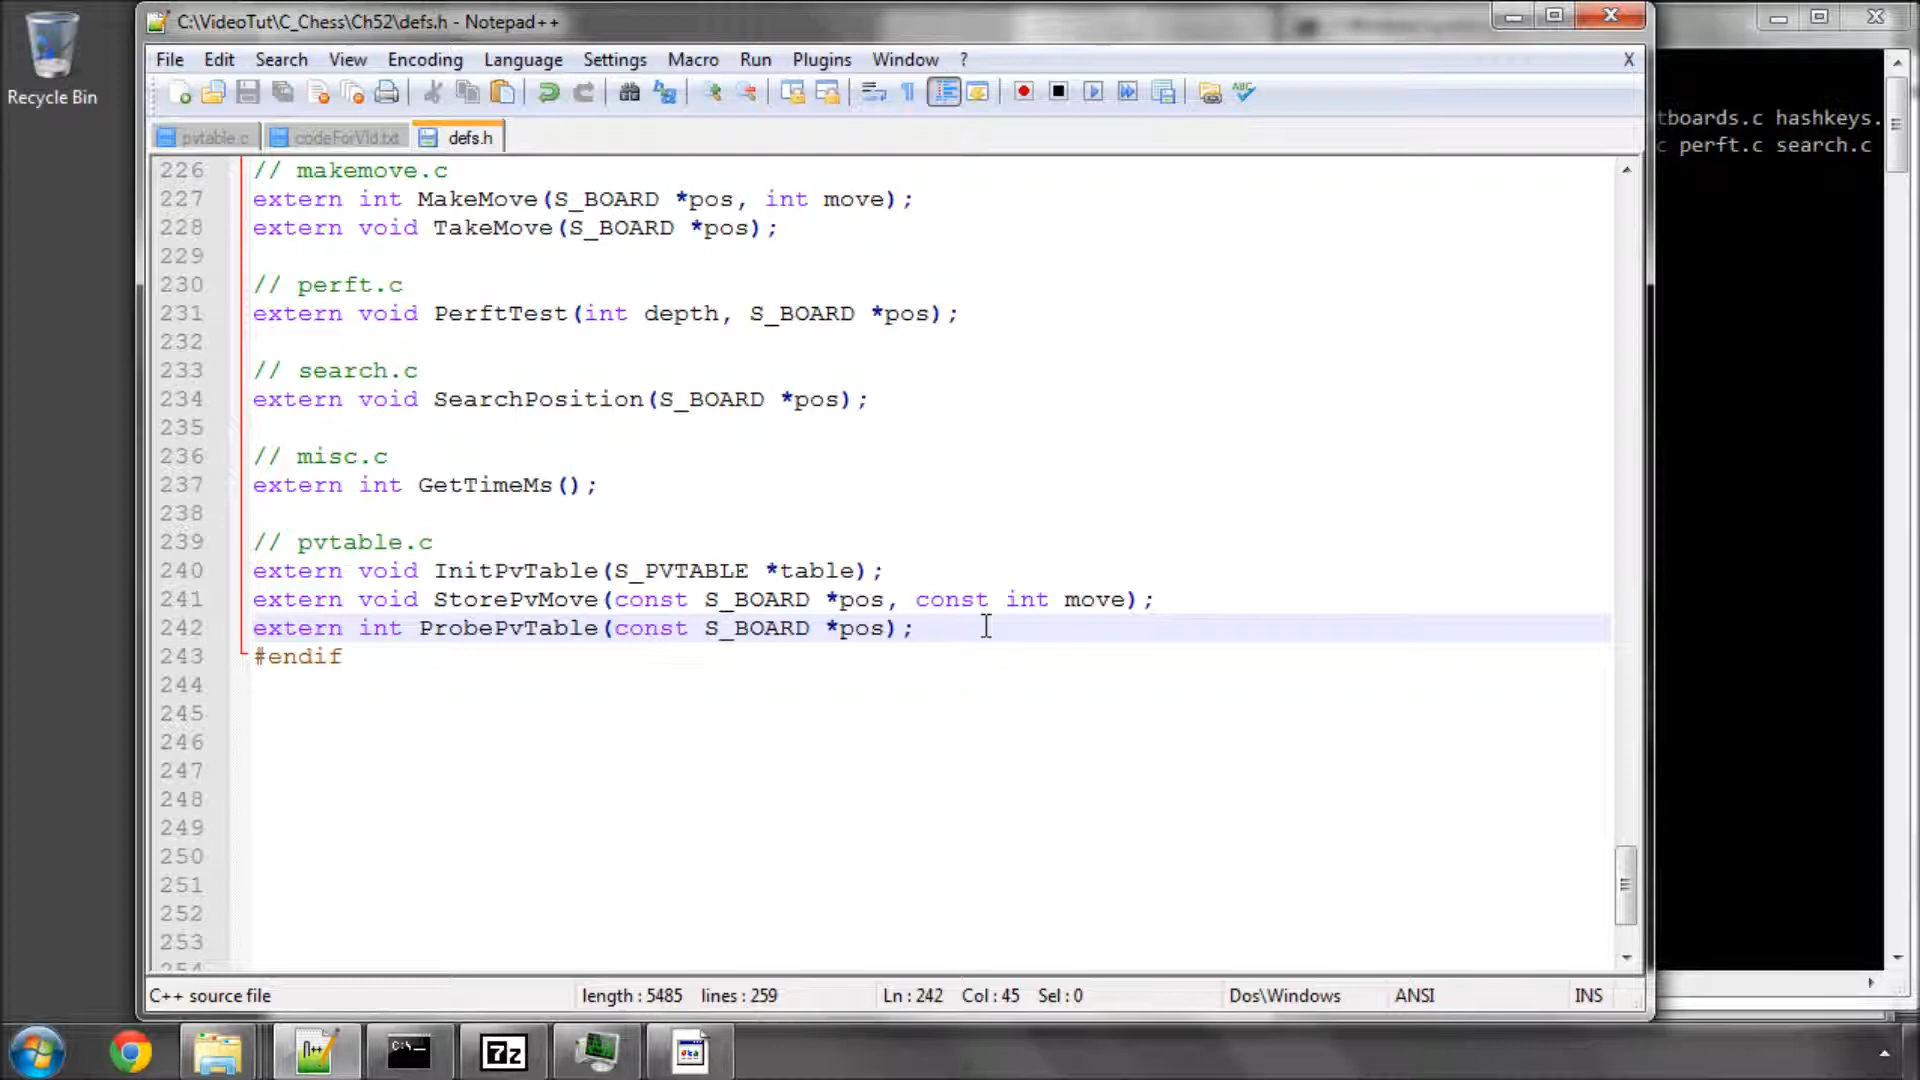 C:\VideoTut\C_Chess\Ch52\defs.h - Notepad++
Recycle Bin
File Edit Search View Encoding Language Settings Macro Run Plugins Window ? X
pvtable.c codeForVid.txt defs.h
tboards.c hashkeys.
c perft.c search.c
226 // makemove.c
227 extern int MakeMove(S_BOARD *pos, int move);
228 extern void TakeMove(S_BOARD *pos);
229
230 // perft.c
231 extern void PerftTest(int depth, S_BOARD *pos);
232
233 // search.c
234 extern void SearchPosition(S_BOARD *pos);
235
236 // misc.c
237 extern int GetTimeMs();
238
239 // pvtable.c
240 extern void InitPvTable(S_PVTABLE *table);
241 extern void StorePvMove(const S_BOARD *pos, const int move);
242 extern int ProbePvTable(const S_BOARD *pos);
243 #endif
244
245
246
247
248
249
250
251
252
253
254
C++ source file length : 5485 lines : 259 Ln : 242 Col : 45 Sel : 0 Dos\Windows ANSI INS
7z